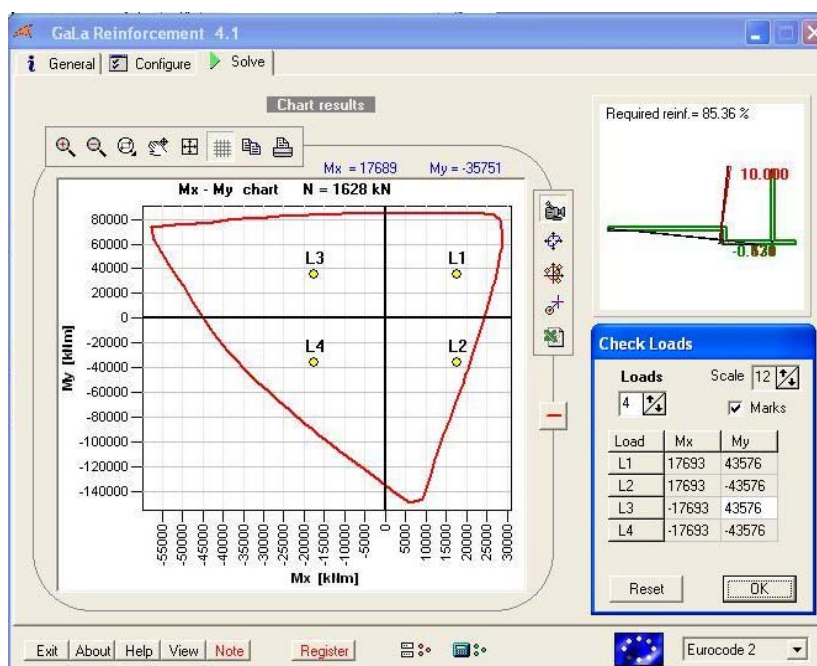 GaLa Reinforcement 4.1
General Configure Solve
Chart results
Required reinf.= 85.36 %
Mx = 17689 My = -35751
Mx - My chart N = 1628 kN
10.000
80000
60000
40000
20000
0
-20000
-40000
-60000
-80000
-100000
-120000
-140000
My [kNm]
L3 L1
L4 L2
-55000 -50000 -45000 -40000 -35000 -30000 -25000 -20000 -15000 -10000 -5000 0 5000 10000 15000 20000 25000 30000
Mx [kNm]
Check Loads
Loads Scale 12
4 Marks
Load Mx My
L1 17693 43576
L2 17693 -43576
L3 -17693 43576
L4 -17693 -43576
Reset OK
Exit About Help View Note Register Eurocode 2